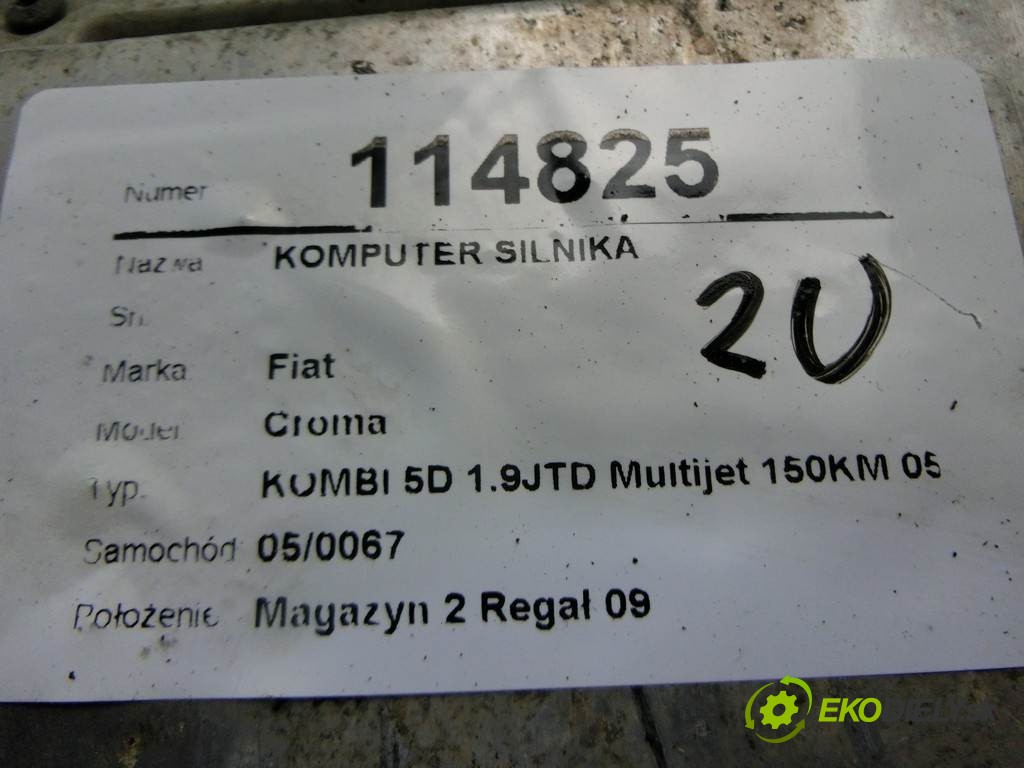 Numer 114825
Nazwa KOMPUTER SILNIKA
Sn.
20
Marka Fiat
Model Croma
Typ. KOMBI 5D 1.9JTD Multijet 150KM 05
Samochód 05/0067
Położenie Magazyn 2 Regał 09
EKO